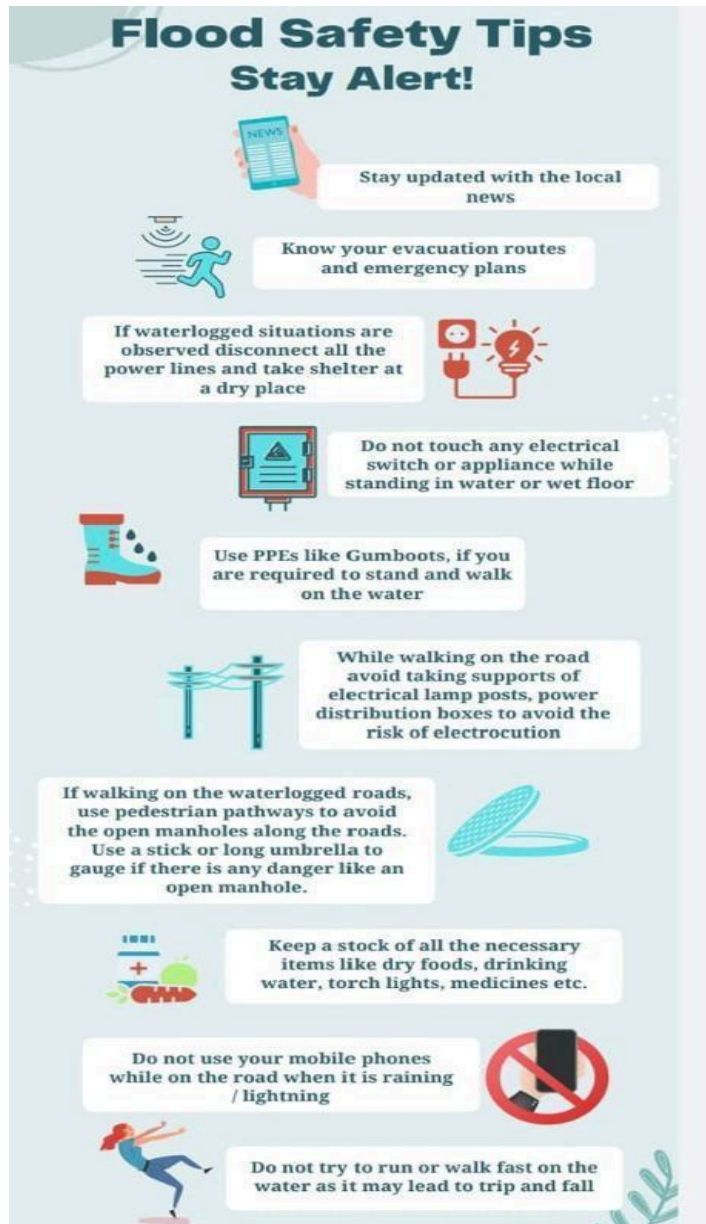 Flood Safety Tips
Stay Alert!
NEWS
Stay updated with the local
news
Know your evacuation routes
and emergency plans
If waterlogged situations are
observed disconnect all the
power lines and take shelter at
a dry place
Do not touch any electrical
switch or appliance while
standing in water or wet floor
Use PPEs like Gumboots, if you
are required to stand and walk
on the water
While walking on the road
avoid taking supports of
electrical lamp posts, power
distribution boxes to avoid the
risk of electrocution
If walking on the waterlogged roads,
use pedestrian pathways to avoid
the open manholes along the roads.
Use a stick or long umbrella to
gauge if there is any danger like an
open manhole.
Keep a stock of all the necessary
items like dry foods, drinking
water, torch lights, medicines etc.
Do not use your mobile phones
while on the road when it is raining
/ lightning
Do not try to run or walk fast on the
water as it may lead to trip and fall